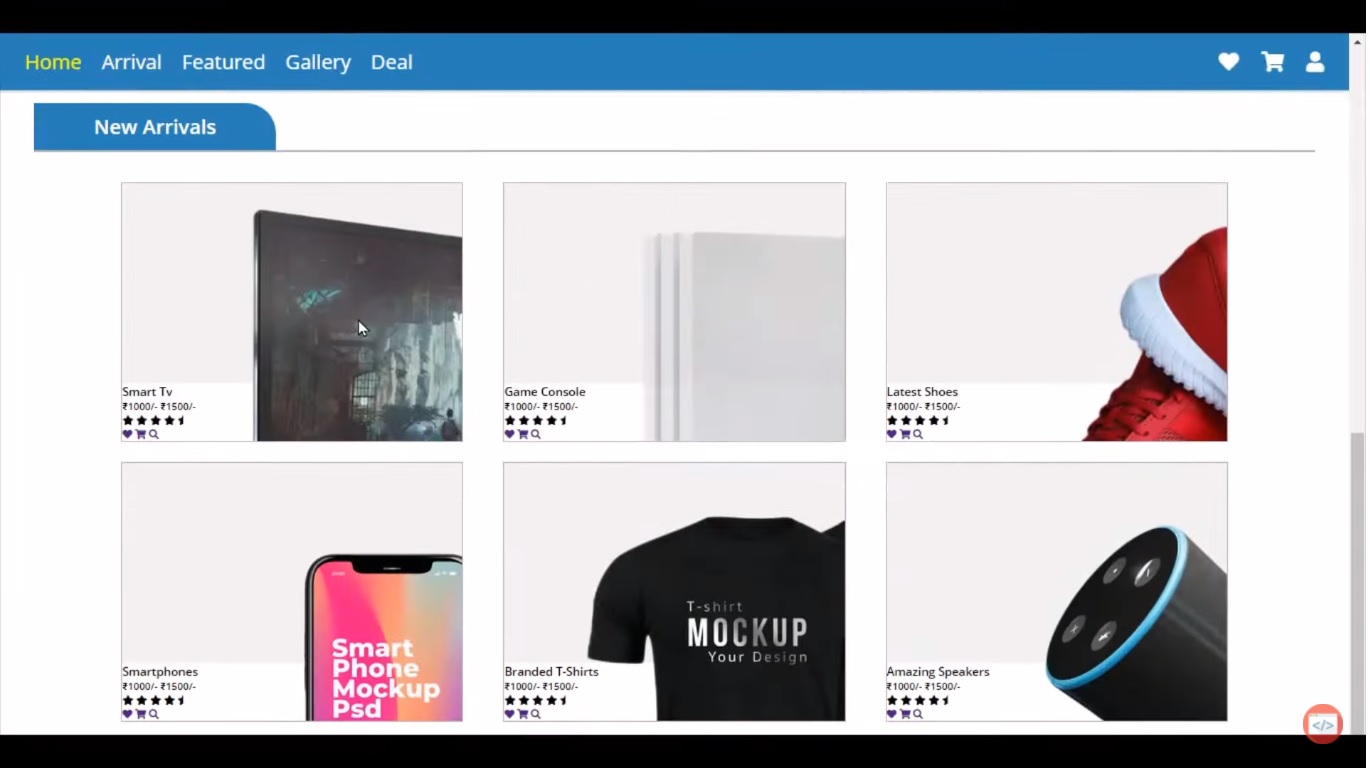 Home Arrival Featured Gallery Deal
New Arrivals
Smart Tv
₹1000/- ₹1500/-
Game Console
₹1000/- ₹1500/-
Latest Shoes
₹1000/- ₹1500/-
Smart
Phone
Mockup
Psd
Smartphones
₹1000/- ₹1500/-
T-shirt
MOCKUP
Your Design
Branded T-Shirts
₹1000/- ₹1500/-
Amazing Speakers
₹1000/- ₹1500/-
</>